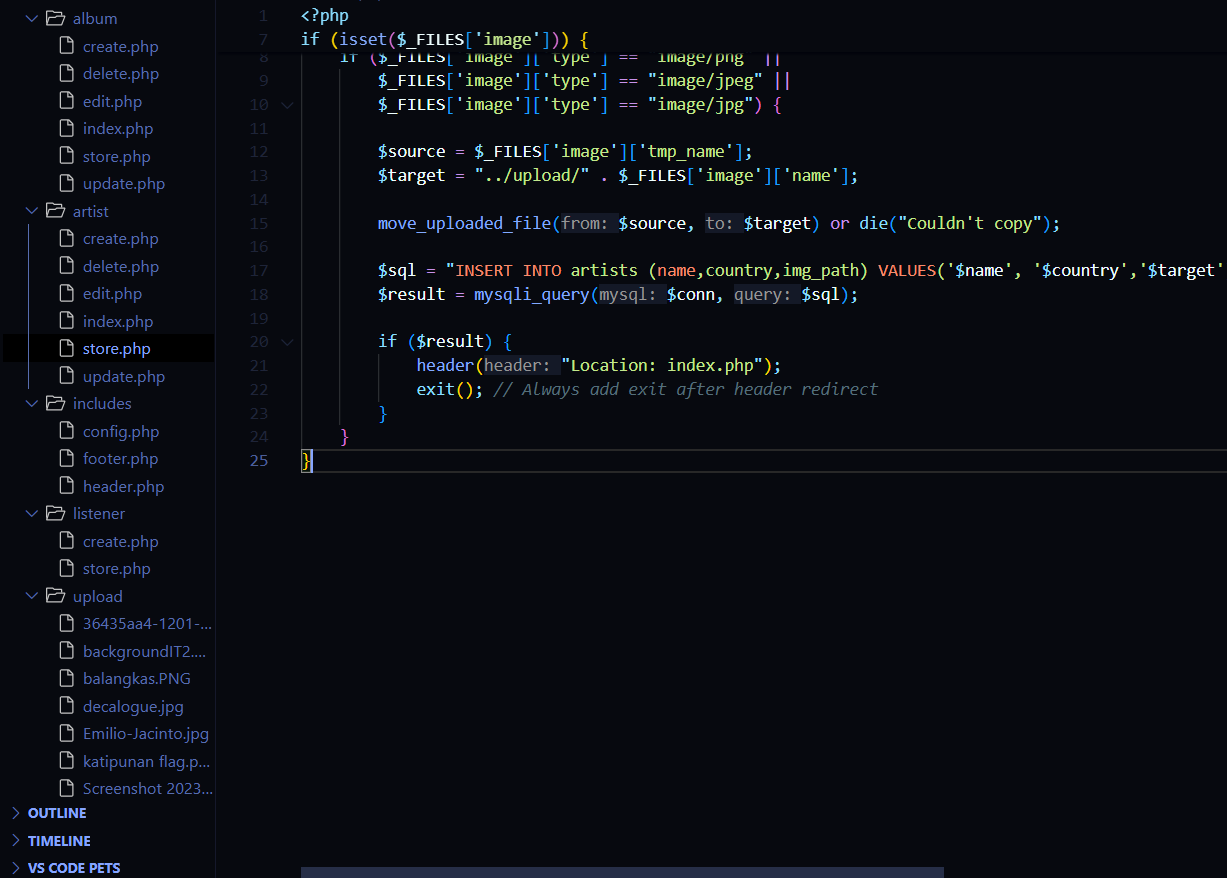 album
create.php
delete.php
edit.php
index.php
store.php
update.php
artist
create.php
delete.php
edit.php
index.php
store.php
update.php
includes
config.php
footer.php
header.php
listener
create.php
store.php
upload
36435aa4-1201-...
backgroundIT2....
balangkas.PNG
decalogue.jpg
Emilio-Jacinto.jpg
katipunan flag.p...
Screenshot 2023...
OUTLINE
TIMELINE
VS CODE PETS
1 <?php
7 if (isset($_FILES['image'])) {
8 if ($_FILES['image']['type'] == "image/png" ||
9 $_FILES['image']['type'] == "image/jpeg" ||
10 $_FILES['image']['type'] == "image/jpg") {
11
12 $source = $_FILES['image']['tmp_name'];
13 $target = "../upload/" . $_FILES['image']['name'];
14
15 move_uploaded_file(from: $source, to: $target) or die("Couldn't copy");
16
17 $sql = "INSERT INTO artists (name,country,img_path) VALUES('$name', '$country','$target'
18 $result = mysqli_query(mysql: $conn, query: $sql);
19
20 if ($result) {
21 header(header: "Location: index.php");
22 exit(); // Always add exit after header redirect
23 }
24 }
25 }